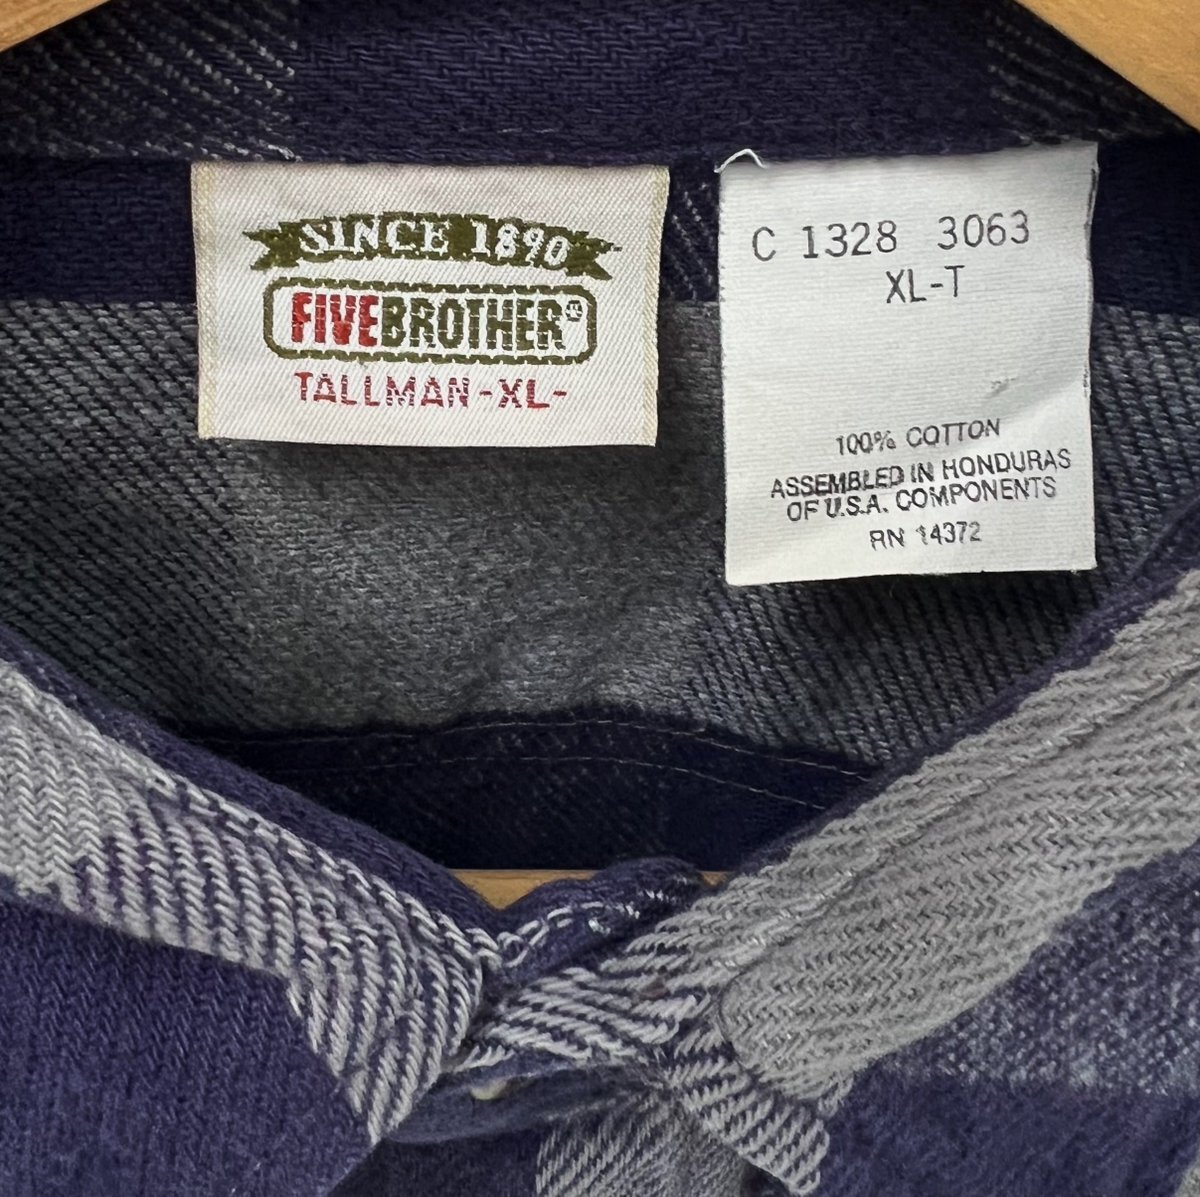 SINCE 1890
FIVEBROTHER®
TALLMAN -XL-
C 1328 3063
XL-T
100% COTTON
ASSEMBLED IN HONDURAS
OF U.S.A. COMPONENTS
RN 14372